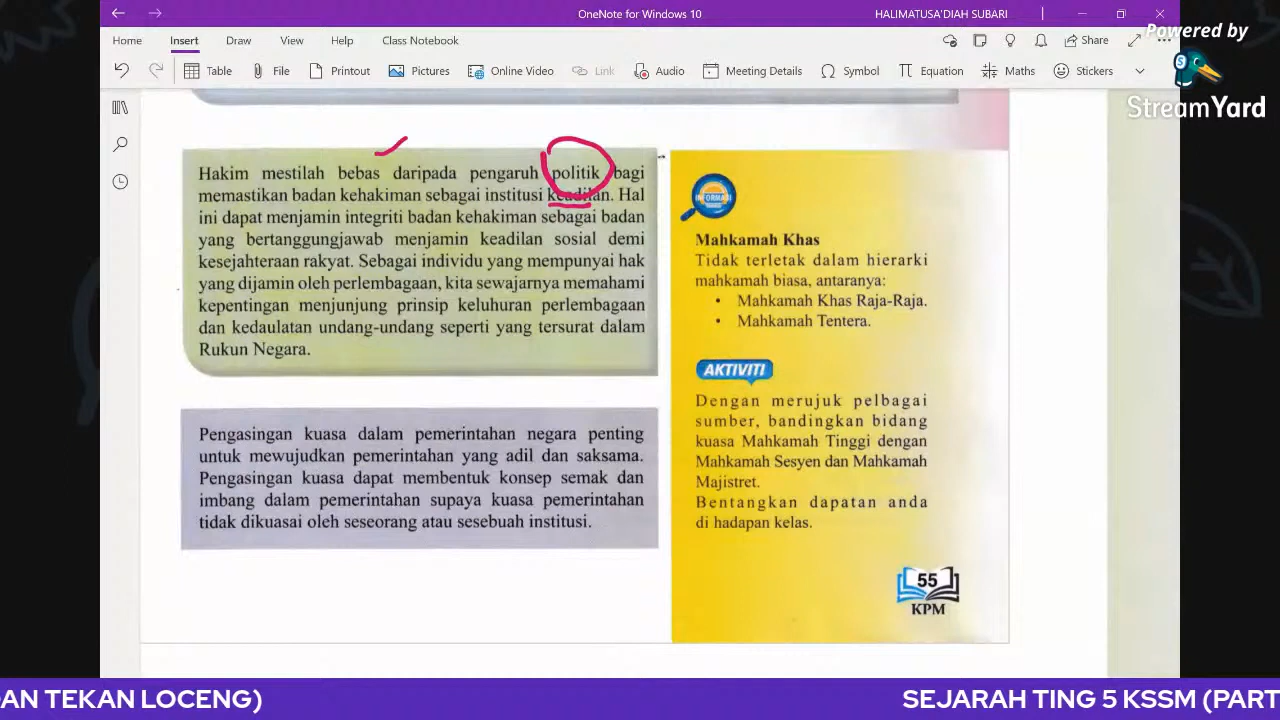 OneNote for Windows 10
HALIMATUSA'DIAH SUBARI
Powered by
StreamYard
Home Insert Draw View Help Class Notebook Share
Table File Printout Pictures Online Video Link Audio Meeting Details Symbol Equation Maths Stickers
Hakim mestilah bebas daripada pengaruh politik bagi
memastikan badan kehakiman sebagai institusi keadilan. Hal
ini dapat menjamin integriti badan kehakiman sebagai badan
yang bertanggungjawab menjamin keadilan sosial demi
kesejahteraan rakyat. Sebagai individu yang mempunyai hak
yang dijamin oleh perlembagaan, kita sewajarnya memahami
kepentingan menjunjung prinsip keluhuran perlembagaan
dan kedaulatan undang-undang seperti yang tersurat dalam
Rukun Negara.
Pengasingan kuasa dalam pemerintahan negara penting
untuk mewujudkan pemerintahan yang adil dan saksama.
Pengasingan kuasa dapat membentuk konsep semak dan
imbang dalam pemerintahan supaya kuasa pemerintahan
tidak dikuasai oleh seseorang atau sesebuah institusi.
INFORMASI
Mahkamah Khas
Tidak terletak dalam hierarki
mahkamah biasa, antaranya:
• Mahkamah Khas Raja-Raja.
• Mahkamah Tentera.
AKTIVITI
Dengan merujuk pelbagai
sumber, bandingkan bidang
kuasa Mahkamah Tinggi dengan
Mahkamah Sesyen dan Mahkamah
Majistret.
Bentangkan dapatan anda
di hadapan kelas.
55
KPM
DAN TEKAN LOCENG)
SEJARAH TING 5 KSSM (PART